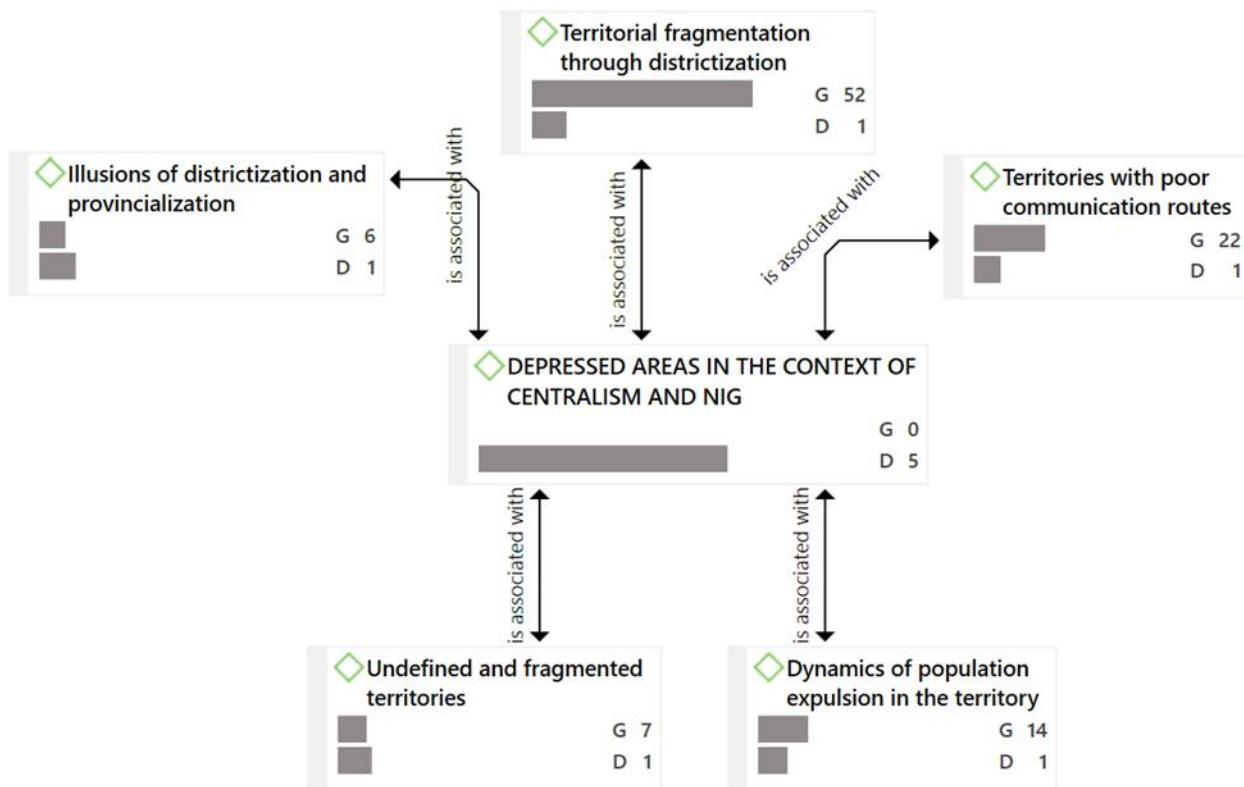 Territorial fragmentation
through districtization
G 52
D 1
is associated with
Illusions of districtization and
provincialization
G 6
D 1
is associated with
is associated with
Territories with poor
communication routes
G 22
D 1
DEPRESSED AREAS IN THE CONTEXT OF
CENTRALISM AND NIG
G 0
D 5
is associated with
is associated with
Undefined and fragmented
territories
G 7
D 1
Dynamics of population
expulsion in the territory
G 14
D 1